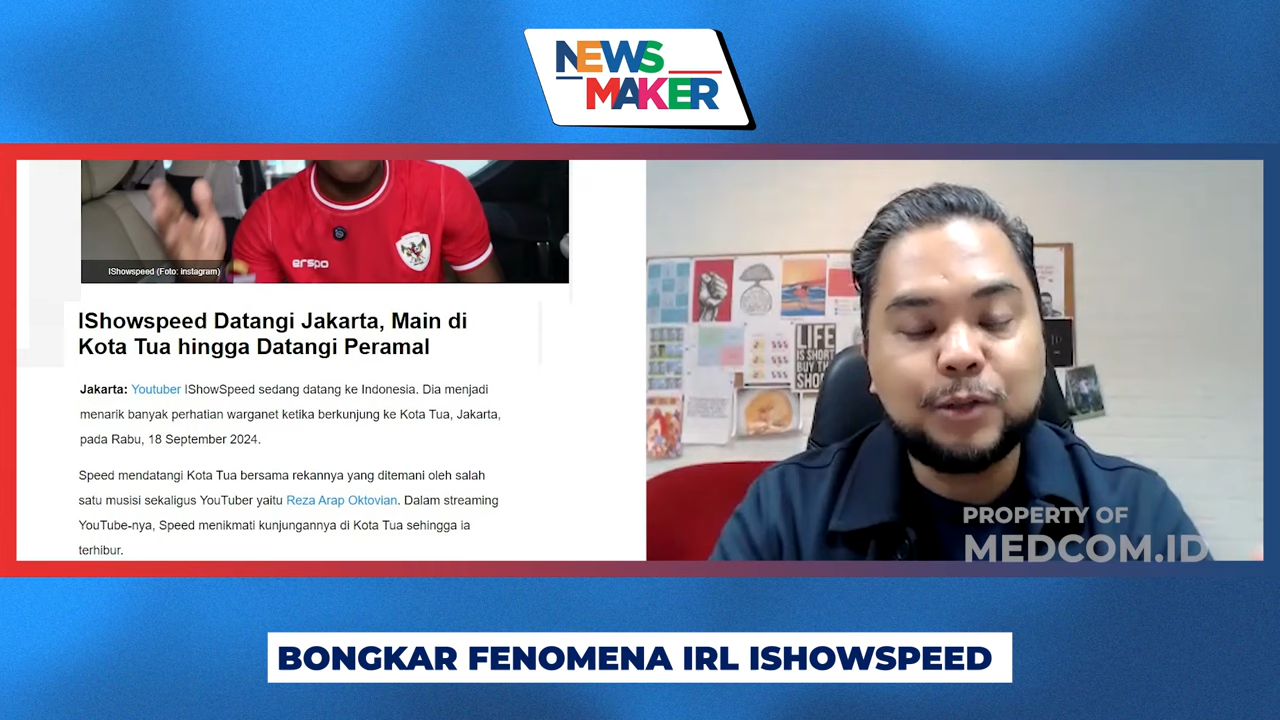 NEWS
MAKER
erspo
IShowspeed (Foto: instagram)
IShowspeed Datangi Jakarta, Main di
Kota Tua hingga Datangi Peramal
Jakarta: Youtuber IShowSpeed sedang datang ke Indonesia. Dia menjadi
menarik banyak perhatian warganet ketika berkunjung ke Kota Tua, Jakarta,
pada Rabu, 18 September 2024.
Speed mendatangi Kota Tua bersama rekannya yang ditemani oleh salah
satu musisi sekaligus YouTuber yaitu Reza Arap Oktovian. Dalam streaming
YouTube-nya, Speed menikmati kunjungannya di Kota Tua sehingga ia
terhibur.
LIFE
IS SHORT
BUY THE
SHO
PROPERTY OF
MEDCOM.ID
BONGKAR FENOMENA IRL ISHOWSPEED